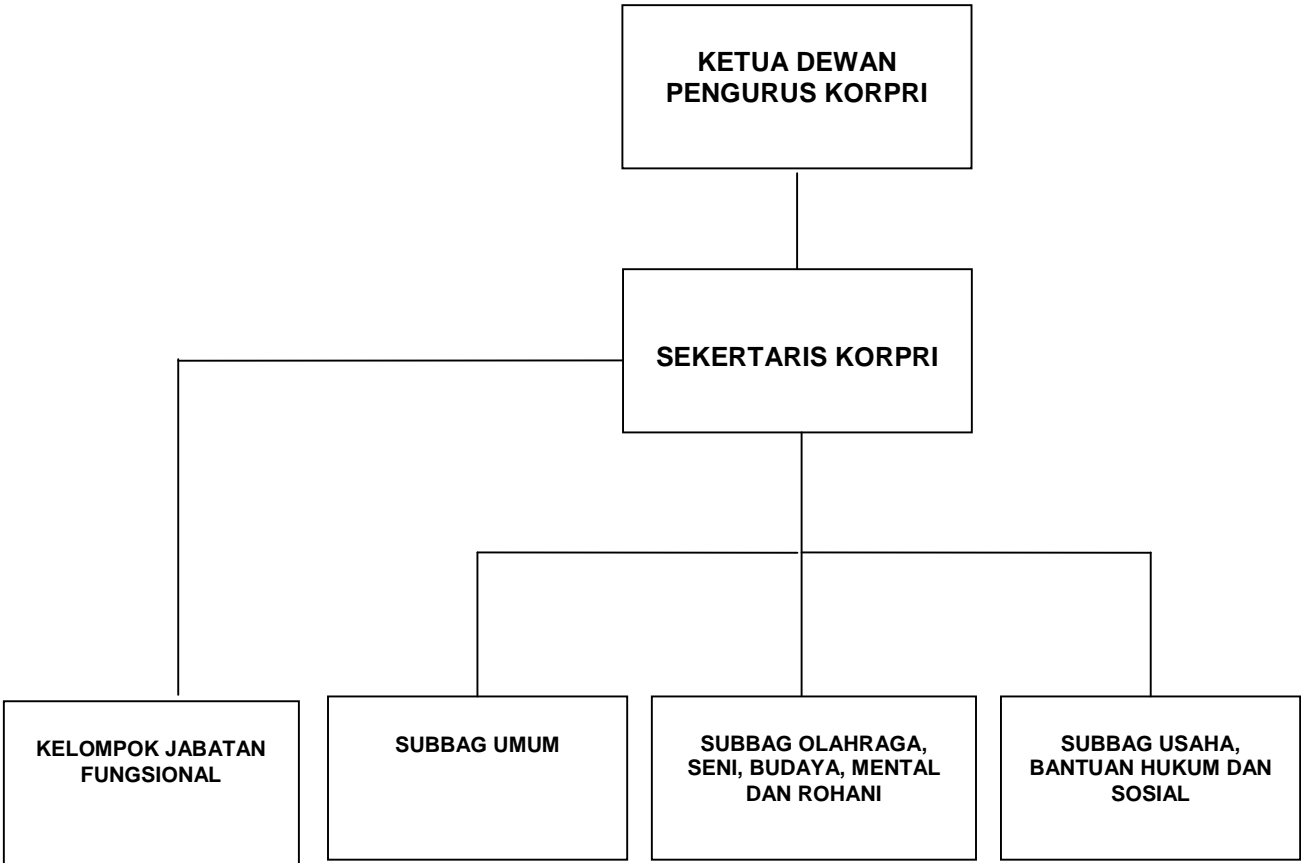 KETUA DEWAN
PENGURUS KORPRI
SEKERTARIS KORPRI
KELOMPOK JABATAN
FUNGSIONAL
SUBBAG UMUM
SUBBAG OLAHRAGA,
SENI, BUDAYA, MENTAL
DAN ROHANI
SUBBAG USAHA,
BANTUAN HUKUM DAN
SOSIAL